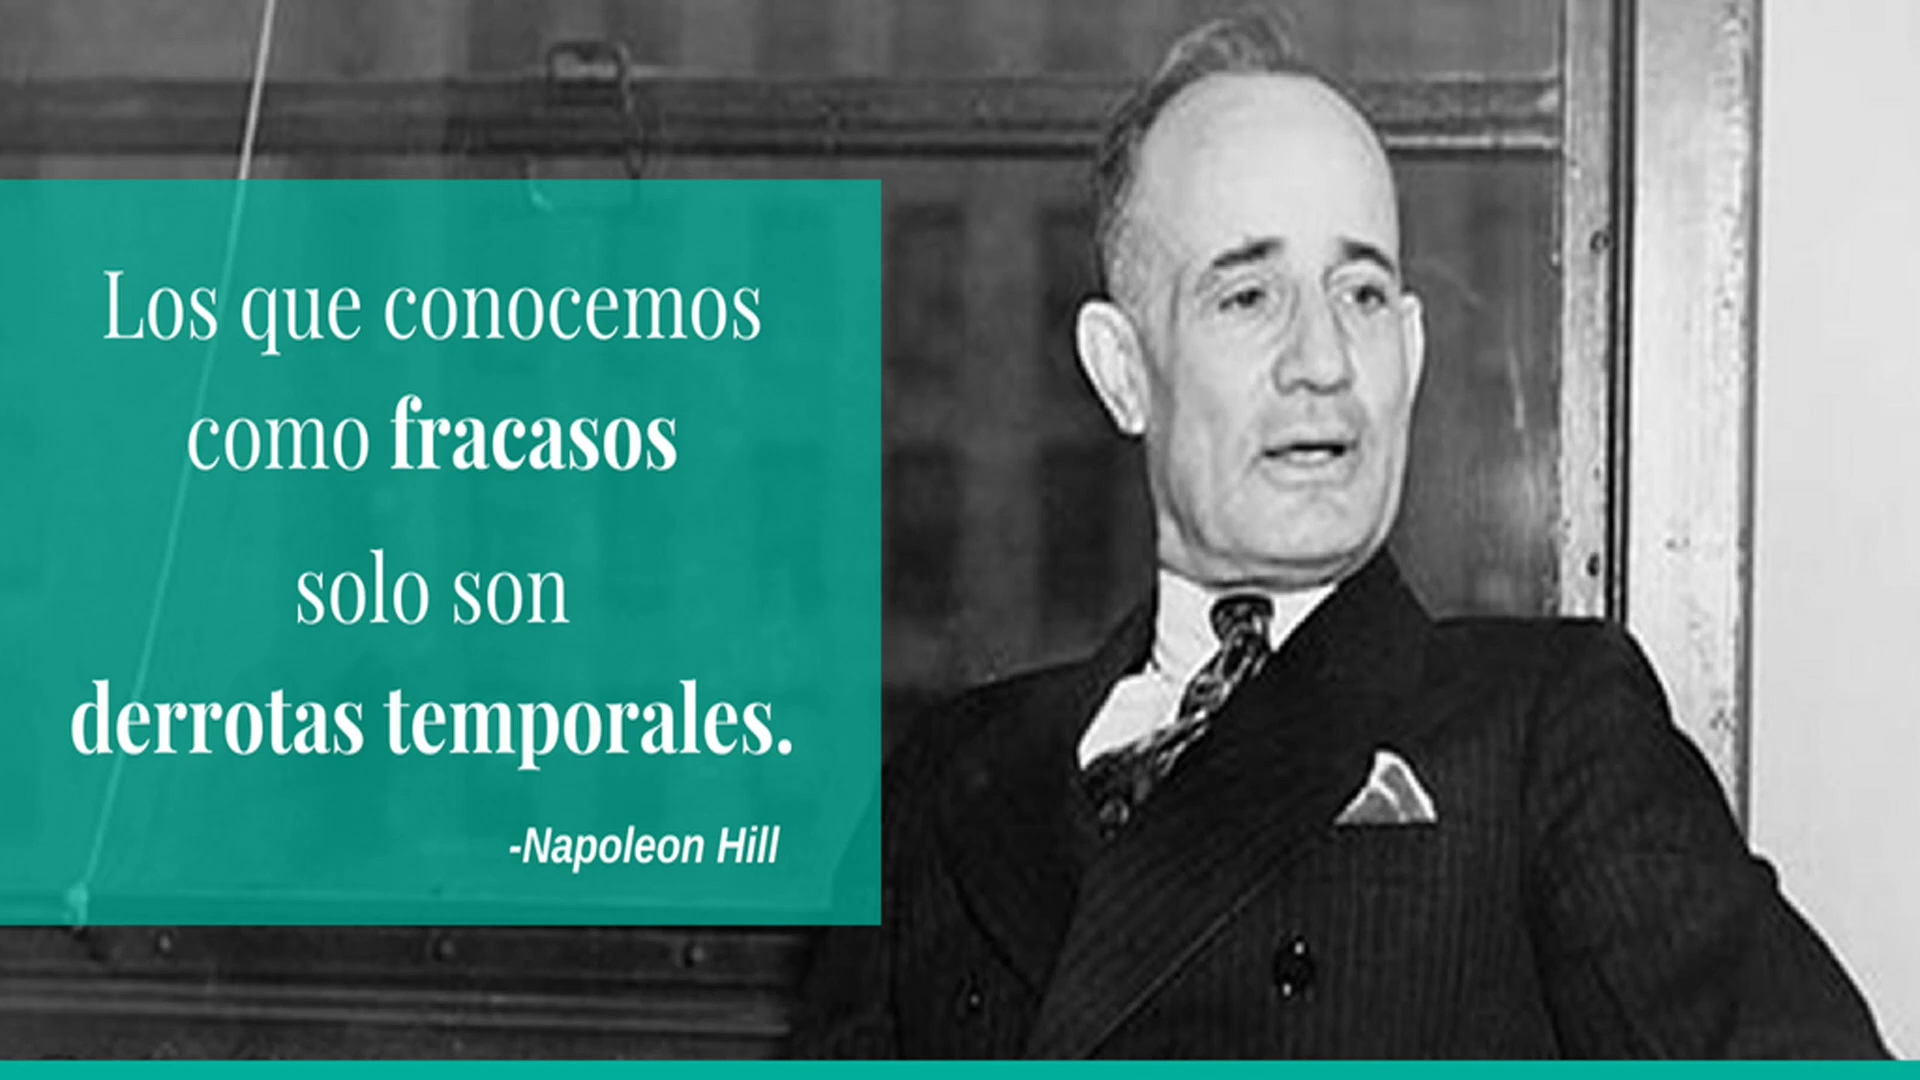 Los que conocemos
como fracasos
solo son
derrotas temporales.
-Napoleon Hill